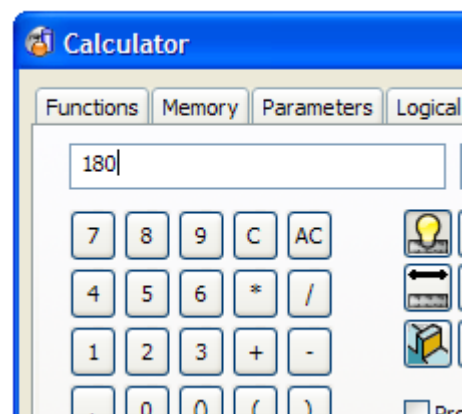 Calculator
Functions Memory Parameters Logical
180
7 8 9 C AC
4 5 6 * /
1 2 3 + -
. 0 () ( )